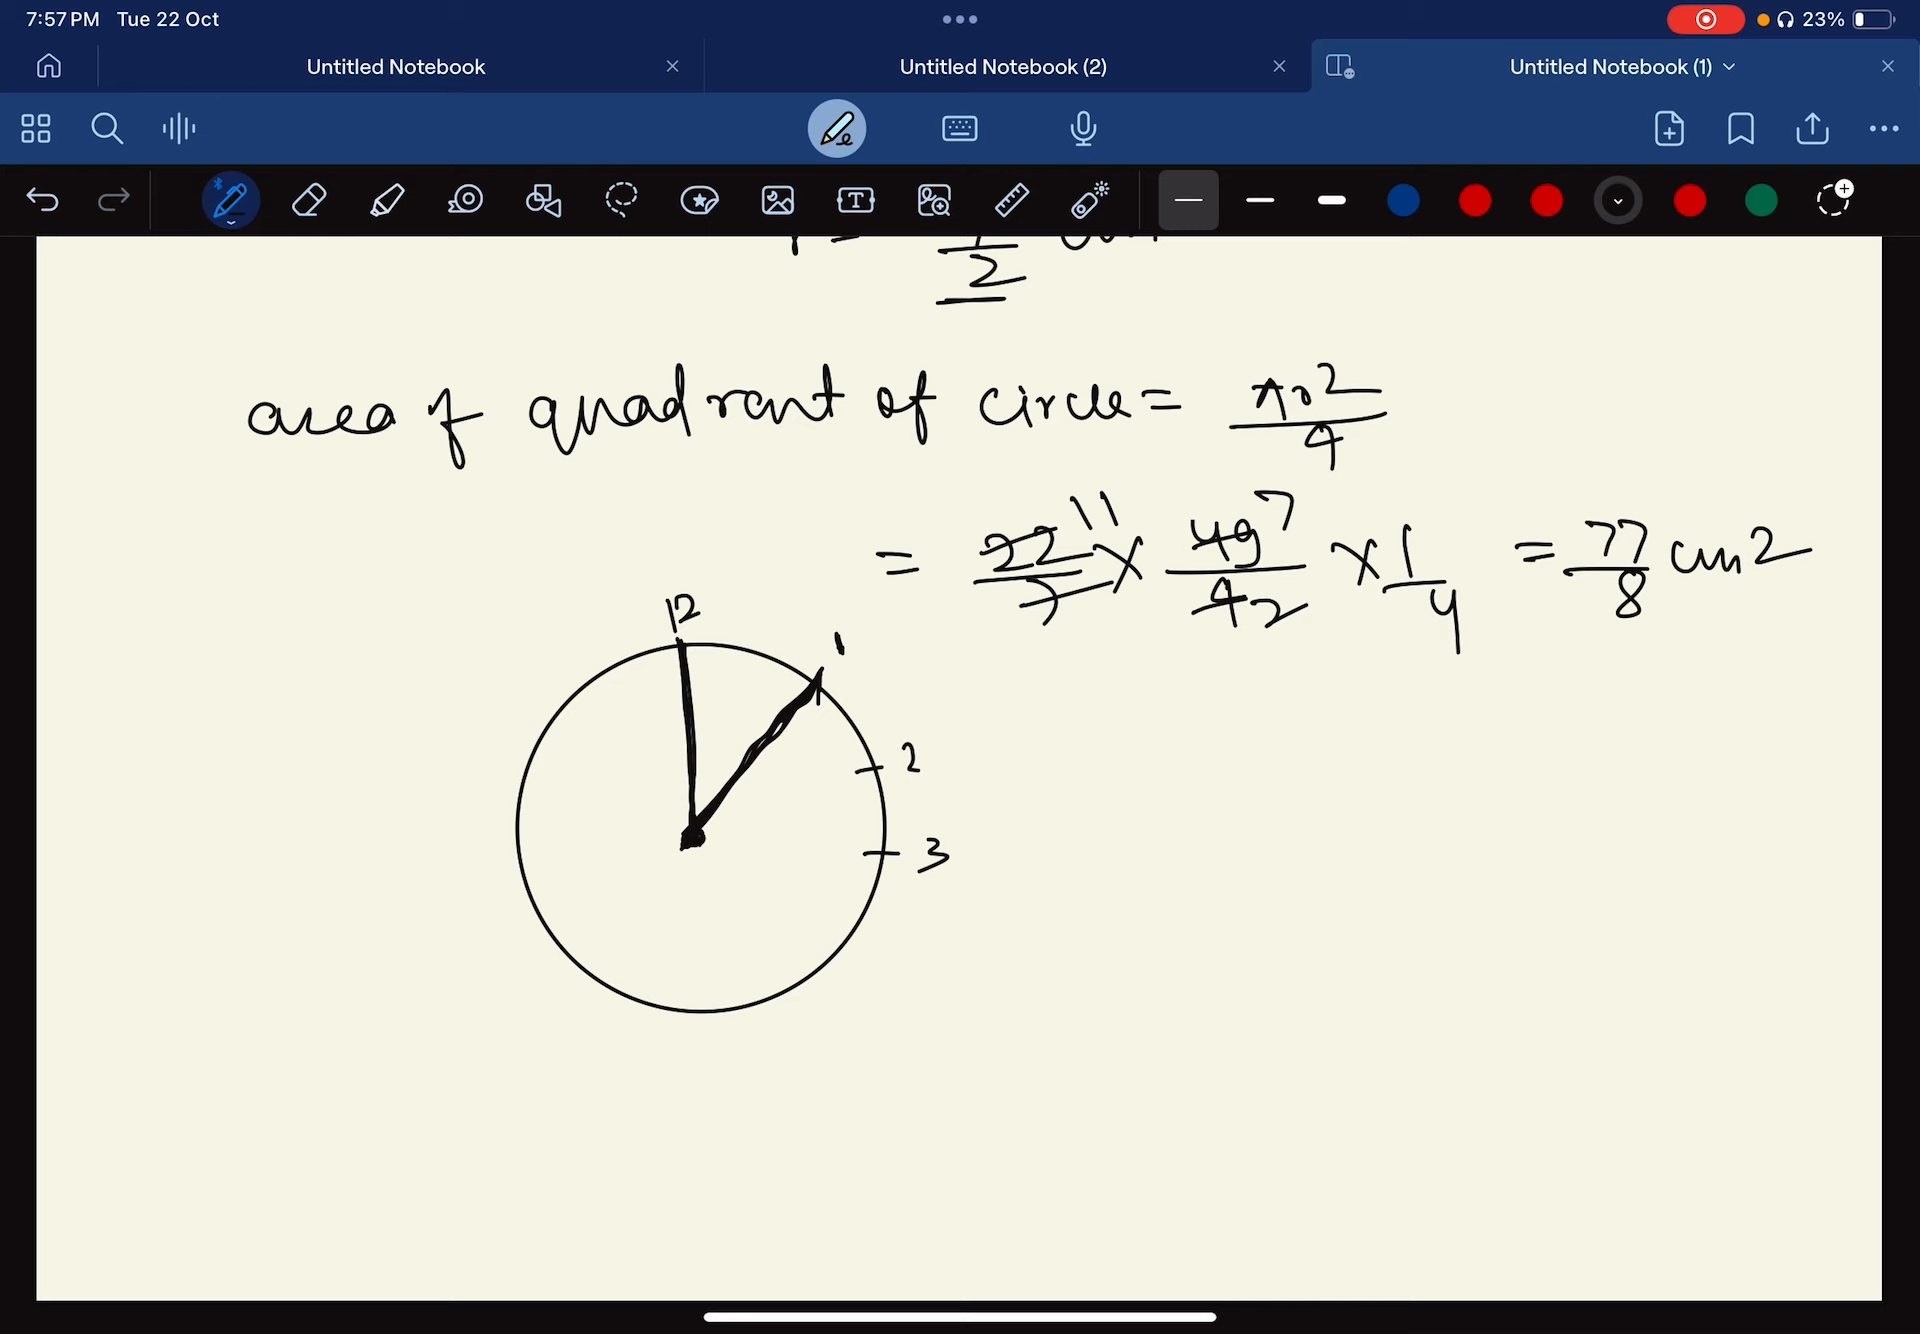 7:57 PM Tue 22 Oct
23%
Untitled Notebook
Untitled Notebook (2)
Untitled Notebook (1)
2
area of quadrant of circle = πr²/4
= 22/7 11 × 49/4 7 2 × 1/4 = 77/8 cm2
12
1
2
3